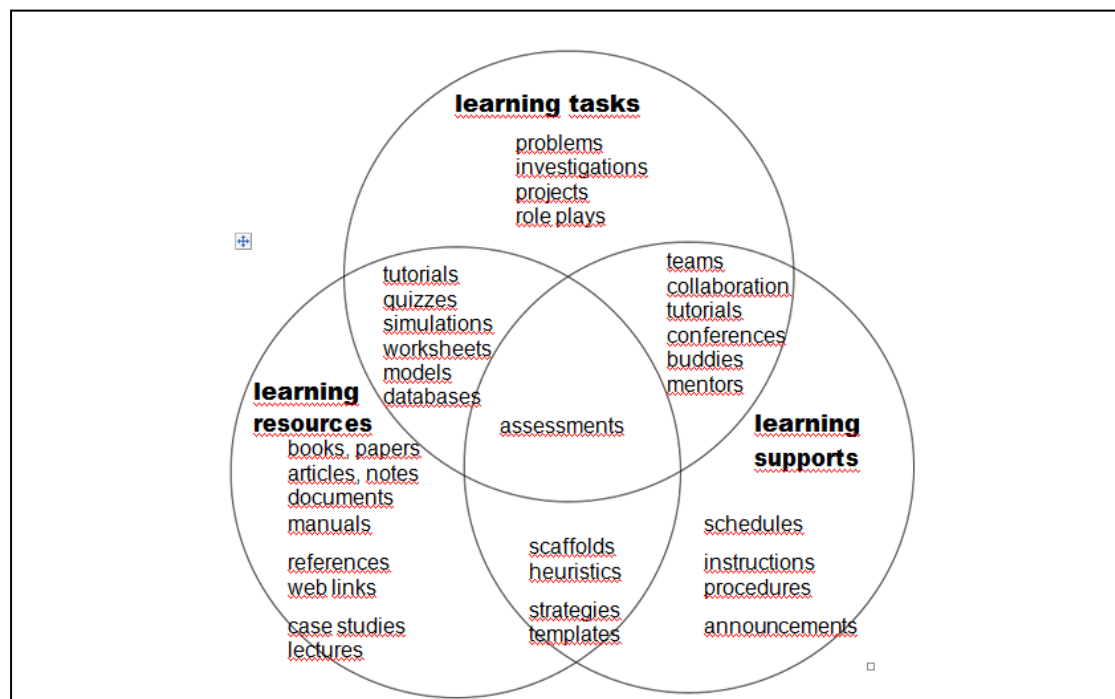 learning tasks
problems
investigations
projects
role plays
tutorials
quizzes
simulations
worksheets
models
databases
teams
collaboration
tutorials
conferences
buddies
mentors
assessments
learning
resources
books, papers
articles, notes
documents
manuals
references
web links
case studies
lectures
learning
supports
schedules
instructions
procedures
announcements
scaffolds
heuristics
strategies
templates